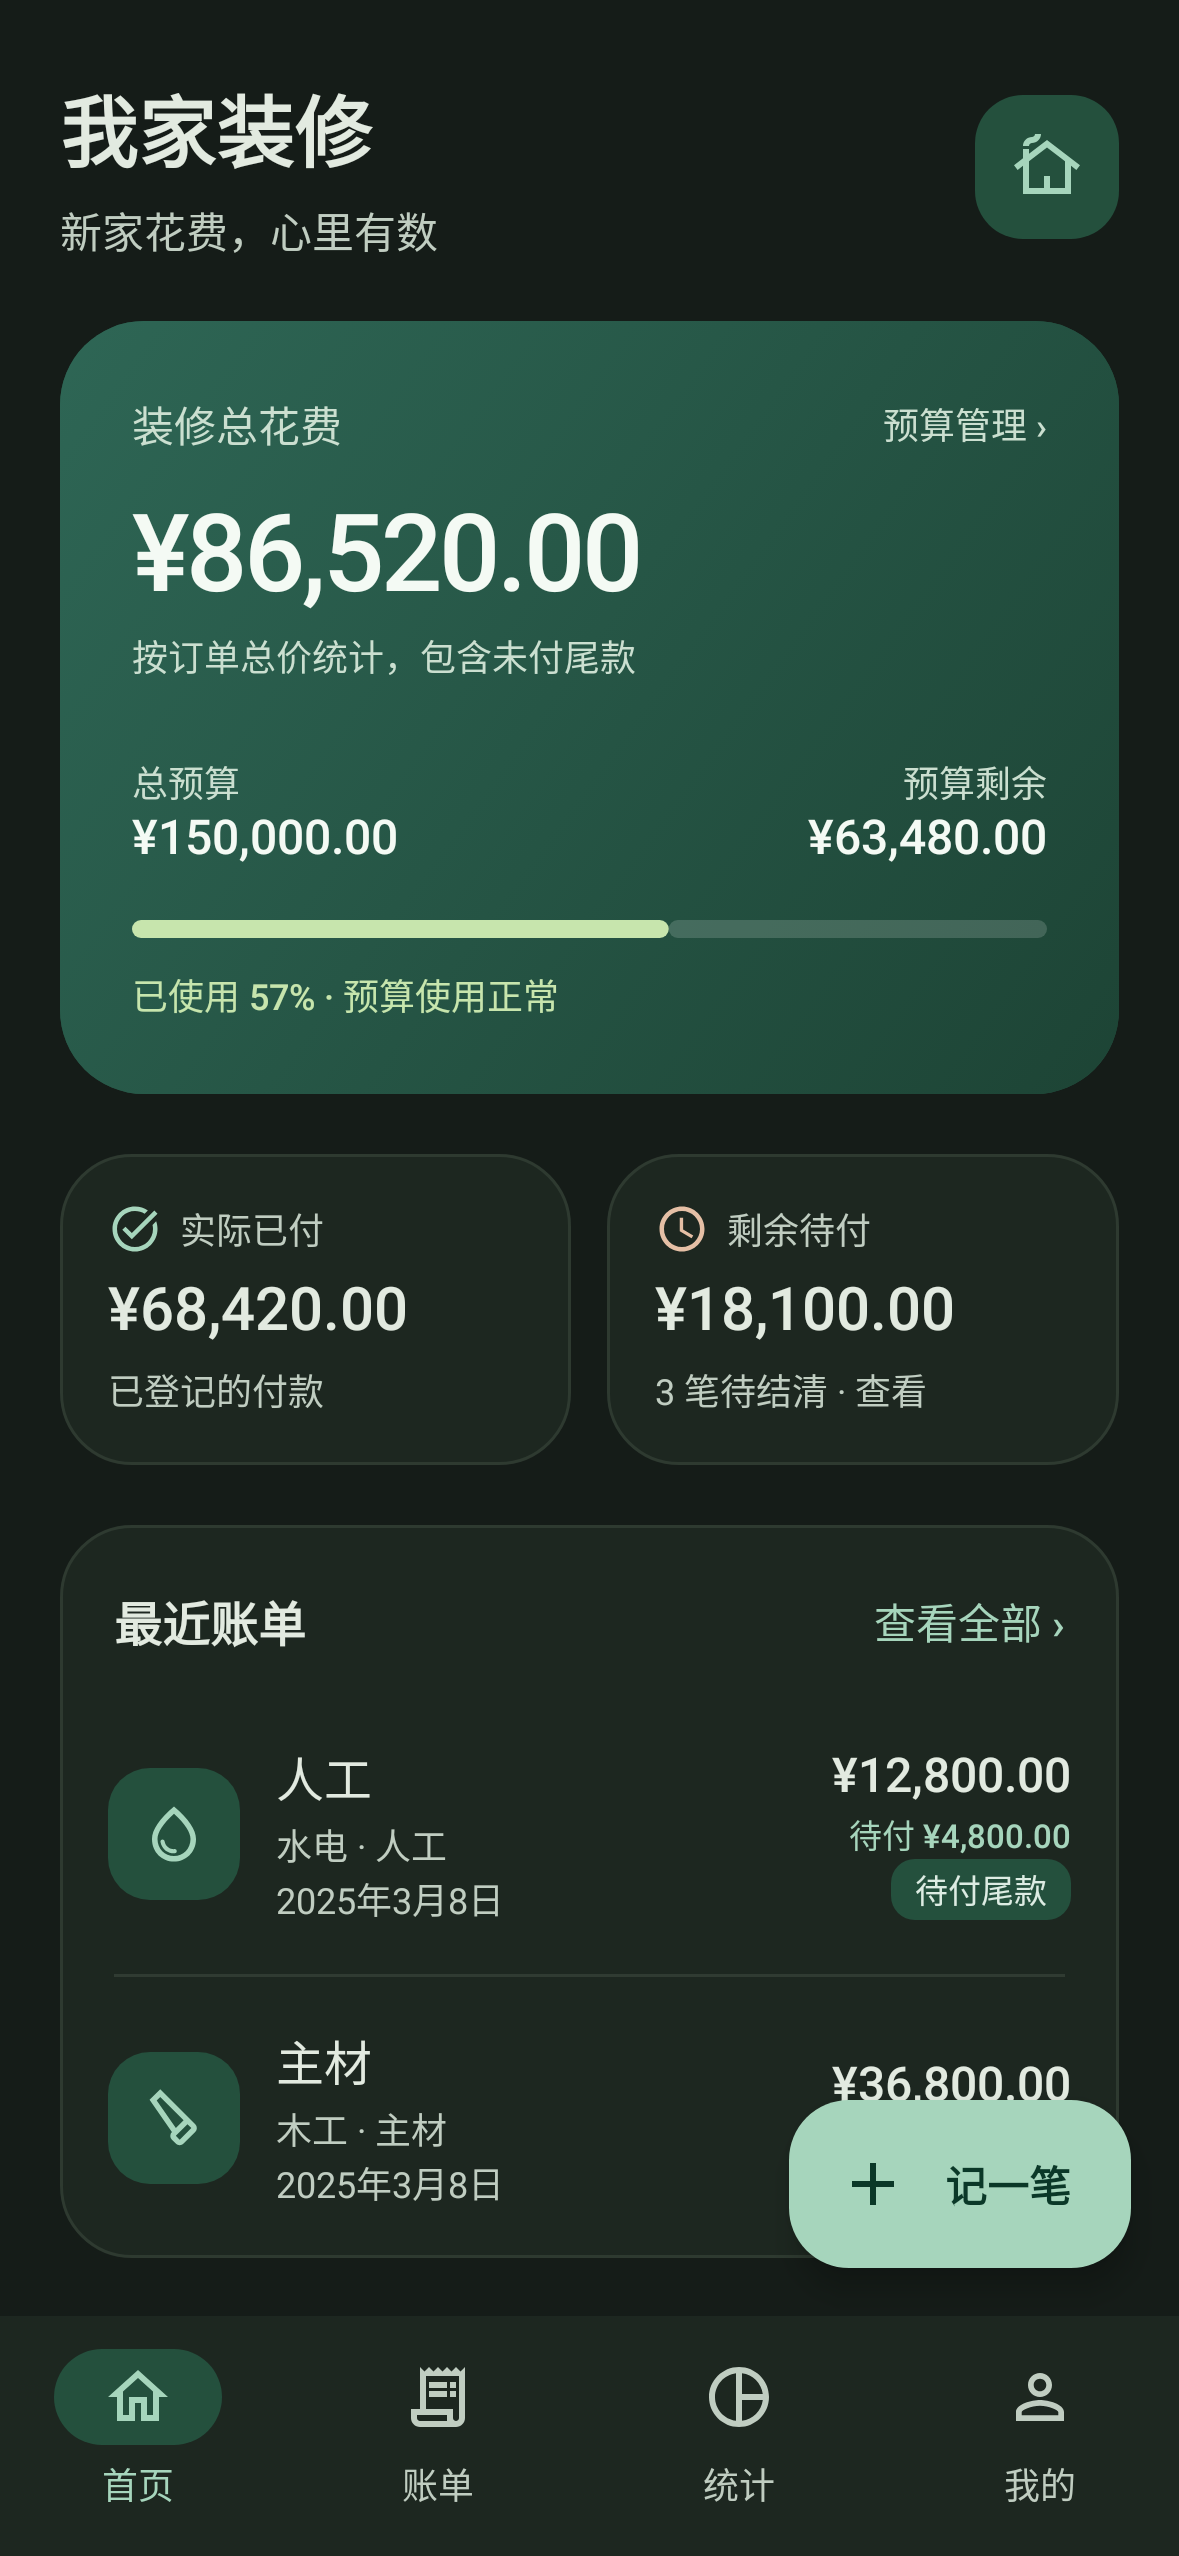 我家装修
新家花费，心里有数
装修总花费
预算管理 ›
¥86,520.00
按订单总价统计，包含未付尾款
总预算
预算剩余
¥150,000.00
¥63,480.00
已使用 57% · 预算使用正常
实际已付
¥68,420.00
已登记的付款
剩余待付
¥18,100.00
3 笔待结清 · 查看
最近账单
查看全部 ›
人工
水电 · 人工
2025年3月8日
¥12,800.00
待付 ¥4,800.00
待付尾款
主材
木工 · 主材
2025年3月8日
¥36,800.00
记一笔
首页
账单
统计
我的